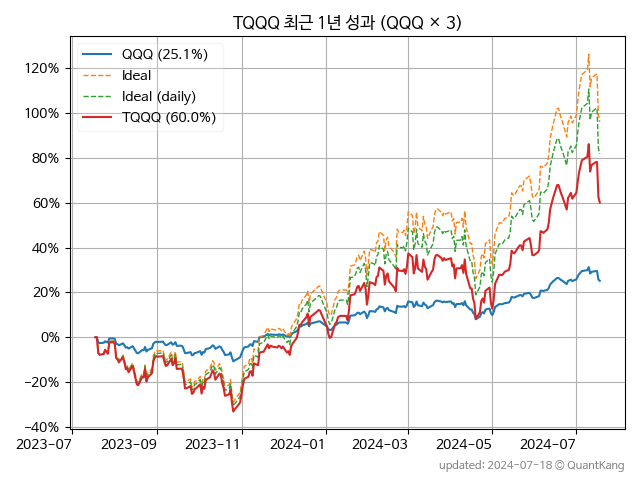 TQQQ 최근 1년 성과 (QQQ × 3)
QQQ (25.1%)
Ideal
Ideal (daily)
TQQQ (60.0%)
120%
100%
80%
60%
40%
20%
0%
−20%
−40%
2023-07
2023-09
2023-11
2024-01
2024-03
2024-05
2024-07
updated: 2024-07-18 © QuantKang